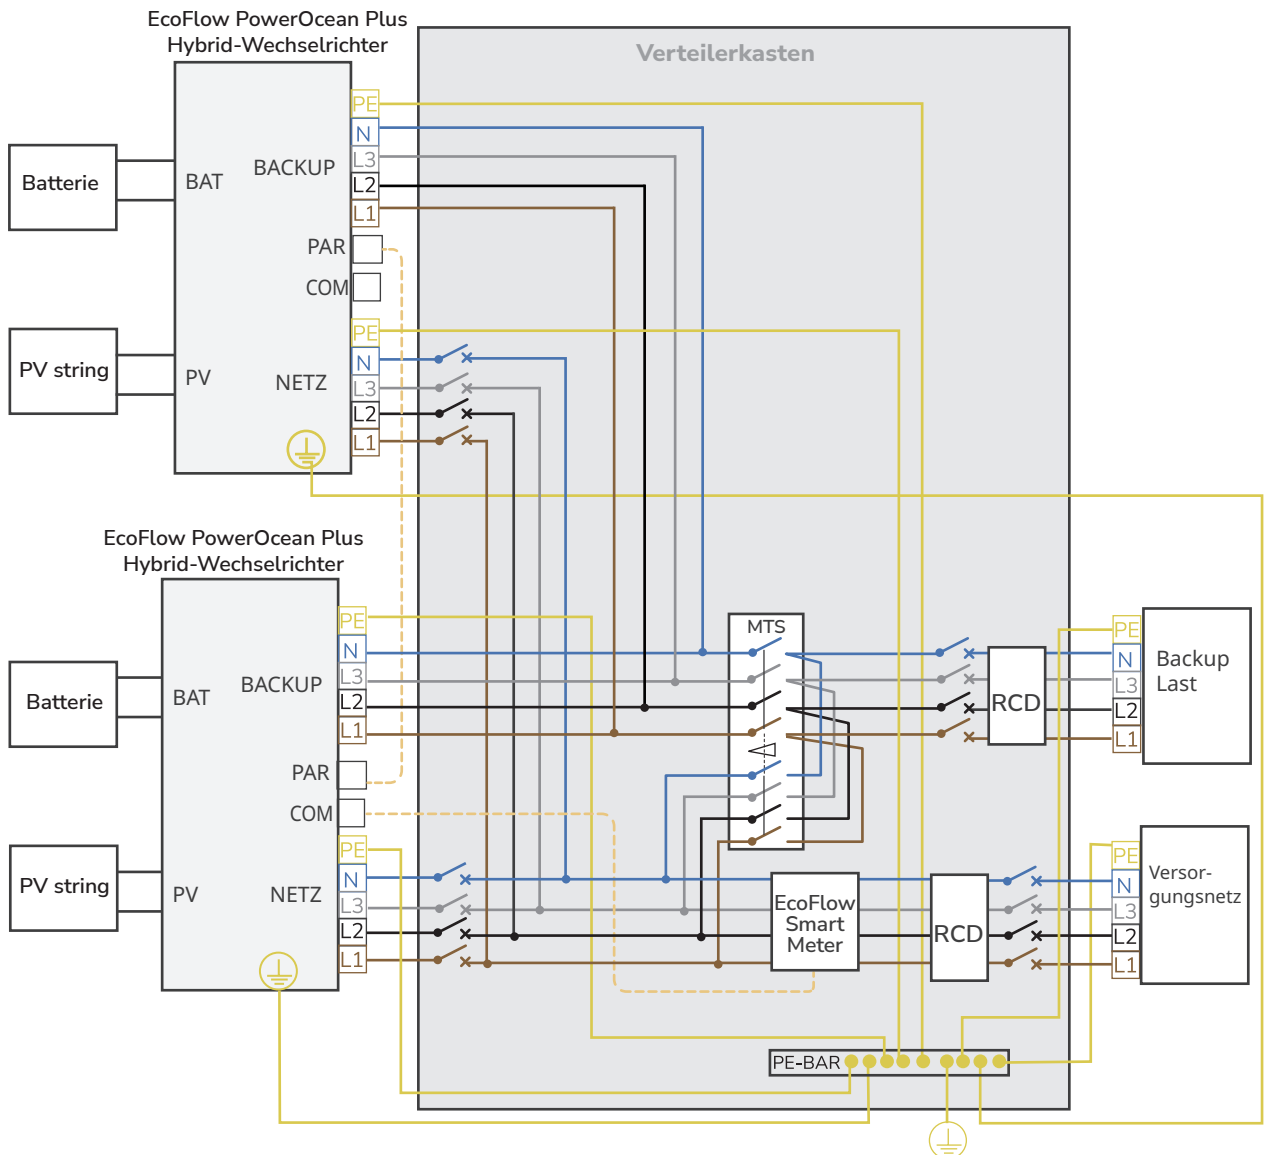 EcoFlow PowerOcean Plus
Hybrid-Wechselrichter
Verteilerkasten
Batterie
BAT
BACKUP
PE
N
L3
L2
L1
PAR
COM
PV string
PV
NETZ
PE
N
L3
L2
L1
EcoFlow PowerOcean Plus
Hybrid-Wechselrichter
Batterie
BAT
BACKUP
PE
N
L3
L2
L1
PAR
COM
PV string
PV
NETZ
PE
N
L3
L2
L1
MTS
RCD
PE
N
L3
L2
L1
Backup
Last
EcoFlow
Smart
Meter
RCD
PE
N
L3
L2
L1
Versor-
gungsnetz
PE-BAR